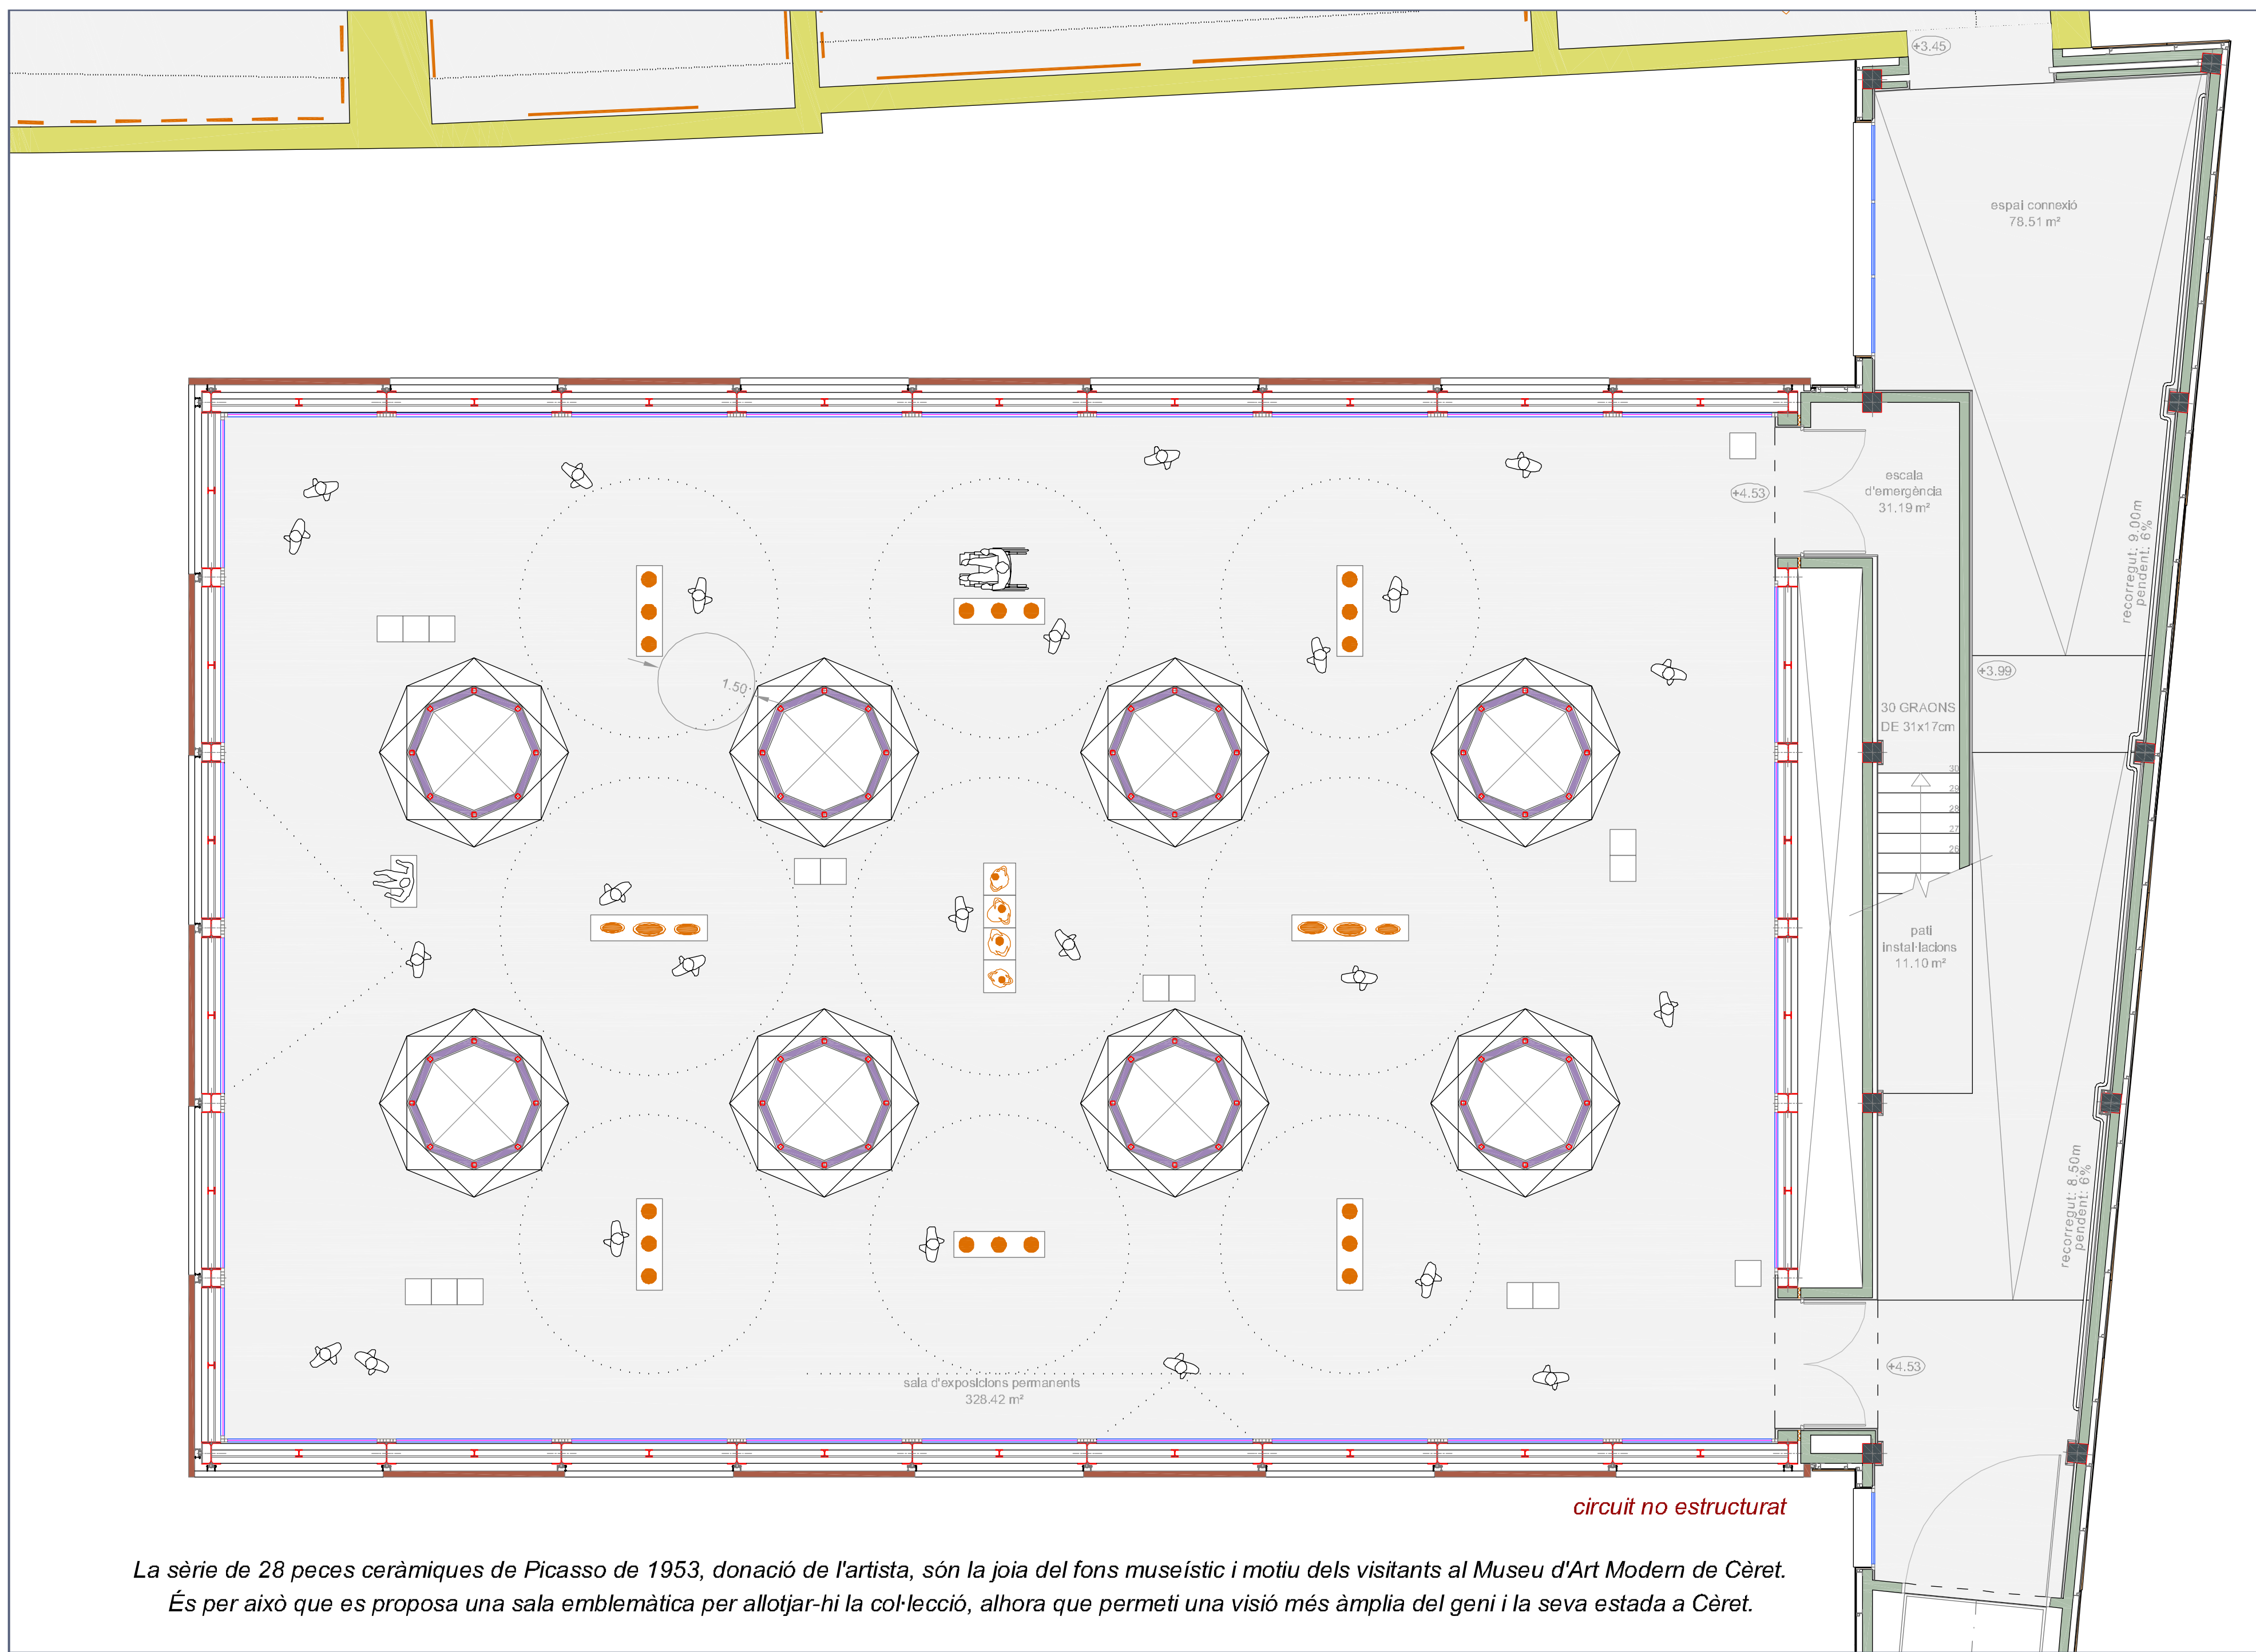 +3.45
espai connexió
78.51 m²
+4.53
escala
d'emergència
31.19 m²
recorregut: 9.00m
pendent: 6%
+3.99
1.50
30 GRAONS
DE 31x17cm
30
29
28
27
26
pati
instal·lacions
11.10 m²
recorregut: 8.50m
pendent: 6%
+4.53
sala d'exposicions permanents
328.42 m²
circuit no estructurat
La sèrie de 28 peces ceràmiques de Picasso de 1953, donació de l'artista, són la joia del fons museístic i motiu dels visitants al Museu d'Art Modern de Cèret.
És per això que es proposa una sala emblemàtica per allotjar-hi la col·lecció, alhora que permeti una visió més àmplia del geni i la seva estada a Cèret.